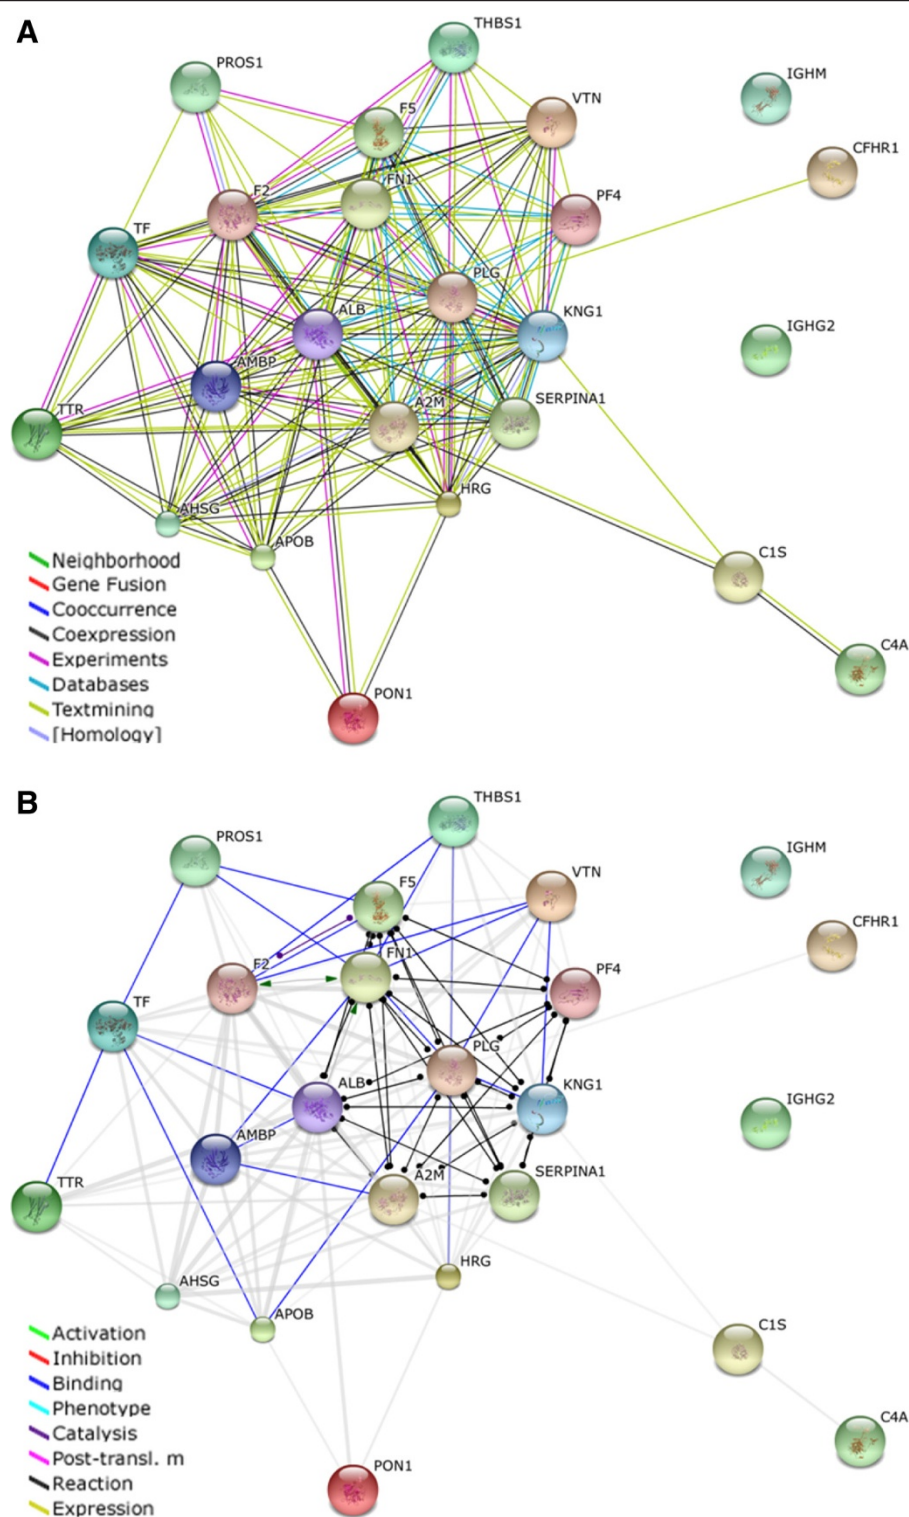 A
THBS1
PROS1
IGHM
F5
VTN
CFHR1
FN1
F2
PF4
TF
PLG
ALB
KNG1
IGHG2
AMBP
SERPINA1
TTR
A2M
HRG
AHSG
APOB
C1S
Neighborhood
Gene Fusion
Cooccurrence
Coexpression
Experiments
Databases
Textmining
[Homology]
C4A
PON1
B
THBS1
PROS1
IGHM
F5
VTN
CFHR1
FN1
F2
PF4
TF
PLG
ALB
KNG1
IGHG2
AMBP
SERPINA1
TTR
A2M
HRG
AHSG
APOB
C1S
Activation
Inhibition
Binding
Phenotype
Catalysis
Post-transl. m
Reaction
Expression
C4A
PON1